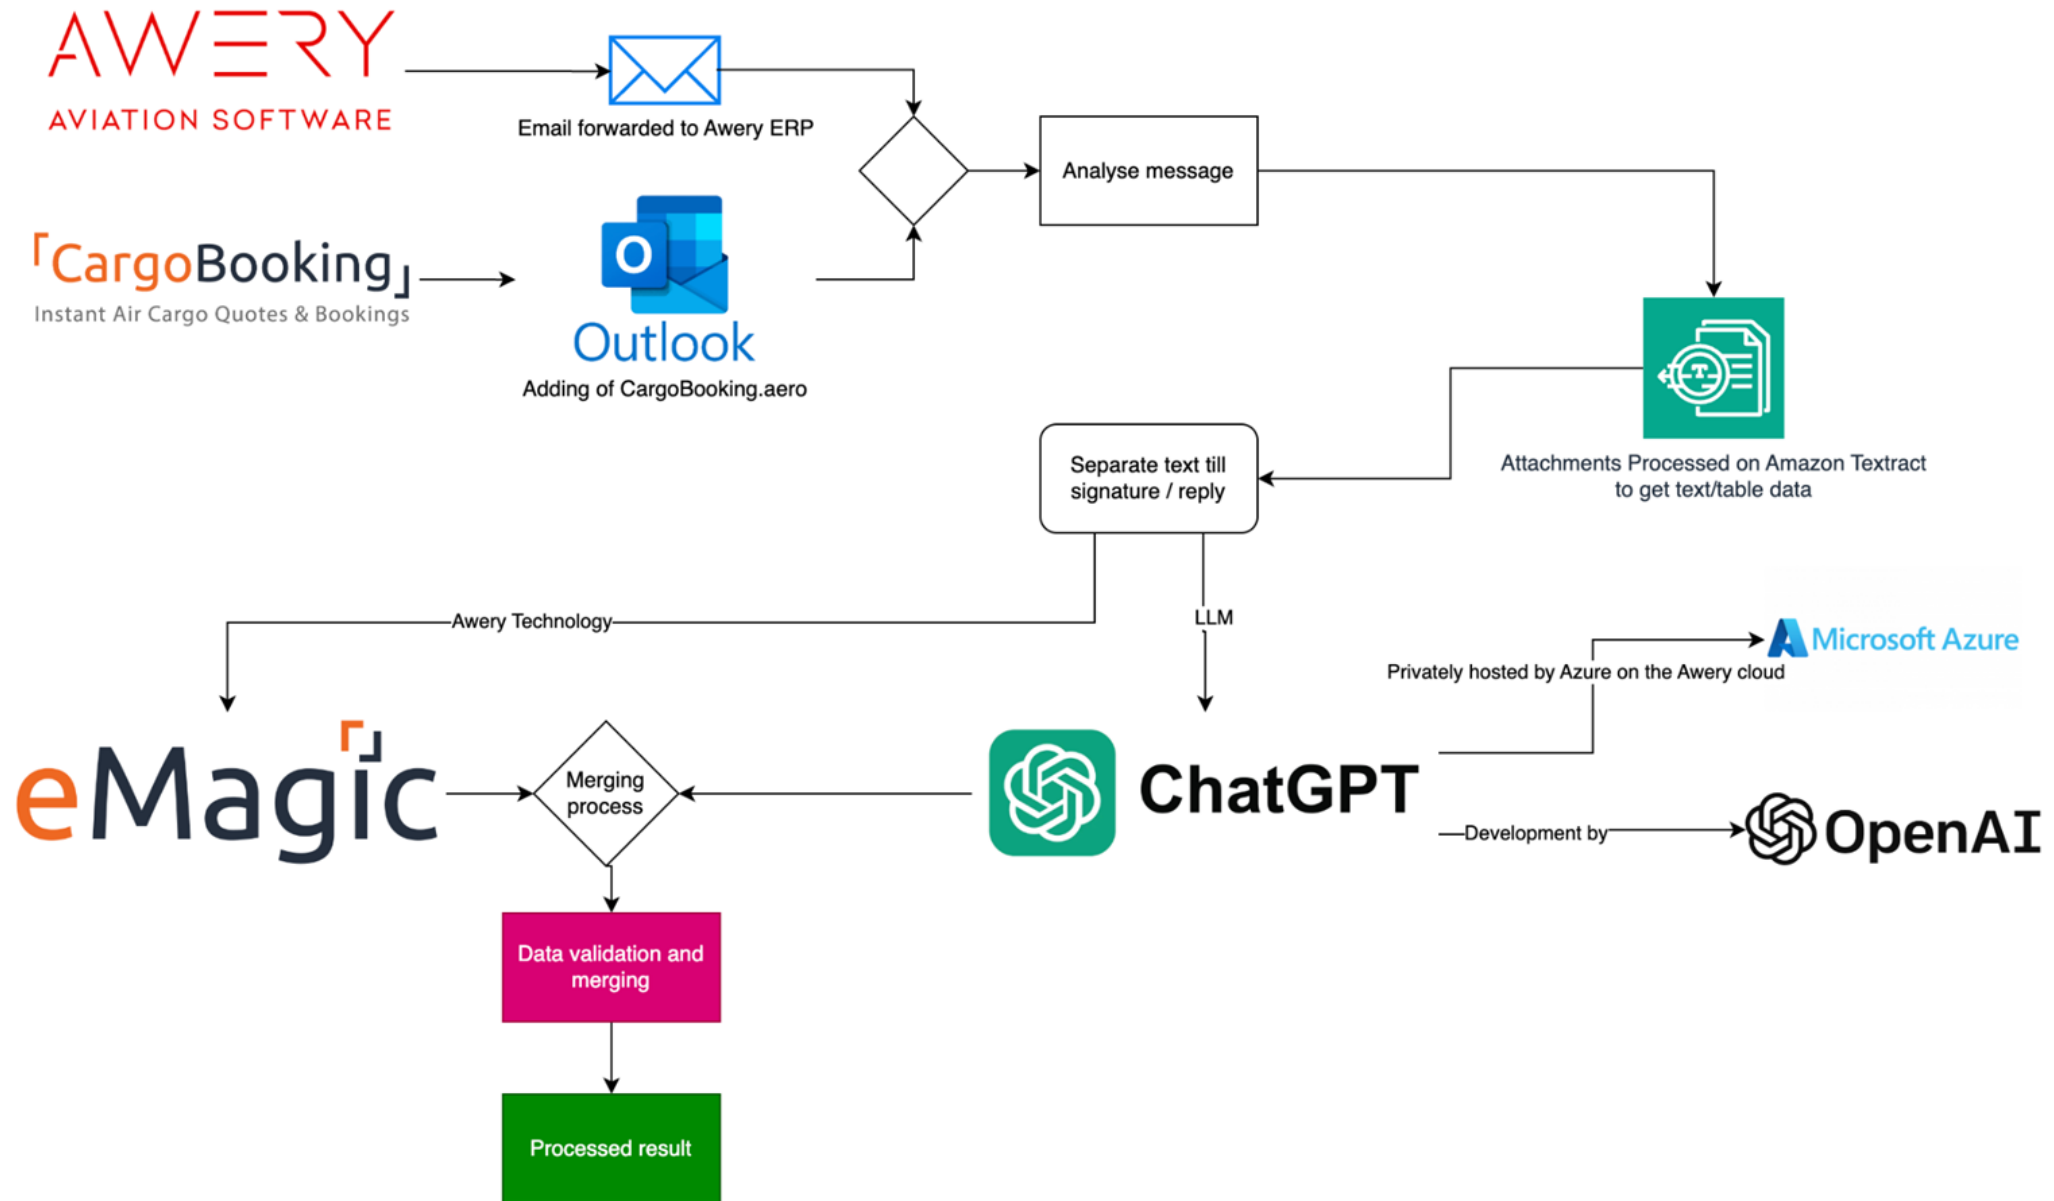 AWERY
AVIATION SOFTWARE
Email forwarded to Awery ERP
Analyse message
CargoBooking
Instant Air Cargo Quotes & Bookings
O
Outlook
Adding of CargoBooking.aero
T
Attachments Processed on Amazon Textract
to get text/table data
Separate text till
signature / reply
Awery Technology
LLM
Microsoft Azure
Privately hosted by Azure on the Awery cloud
eMagic
Merging
process
ChatGPT
Development by
OpenAI
Data validation and
merging
Processed result